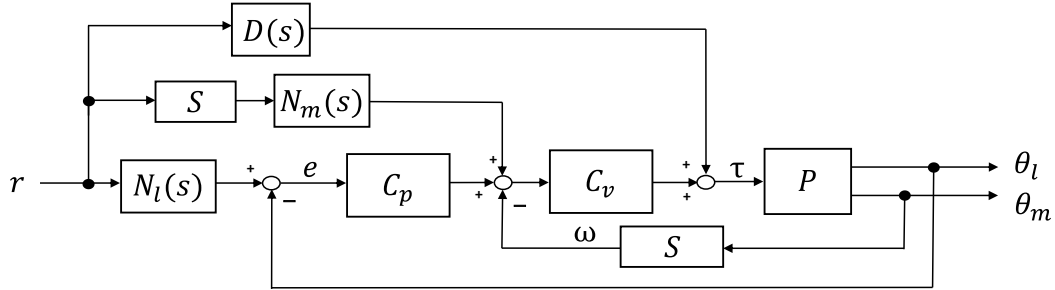 D(s)
S
N_m(s)
r
N_l(s)
+
−
e
C_p
+
+
−
C_v
+
+
τ
P
θ_l
θ_m
ω
S